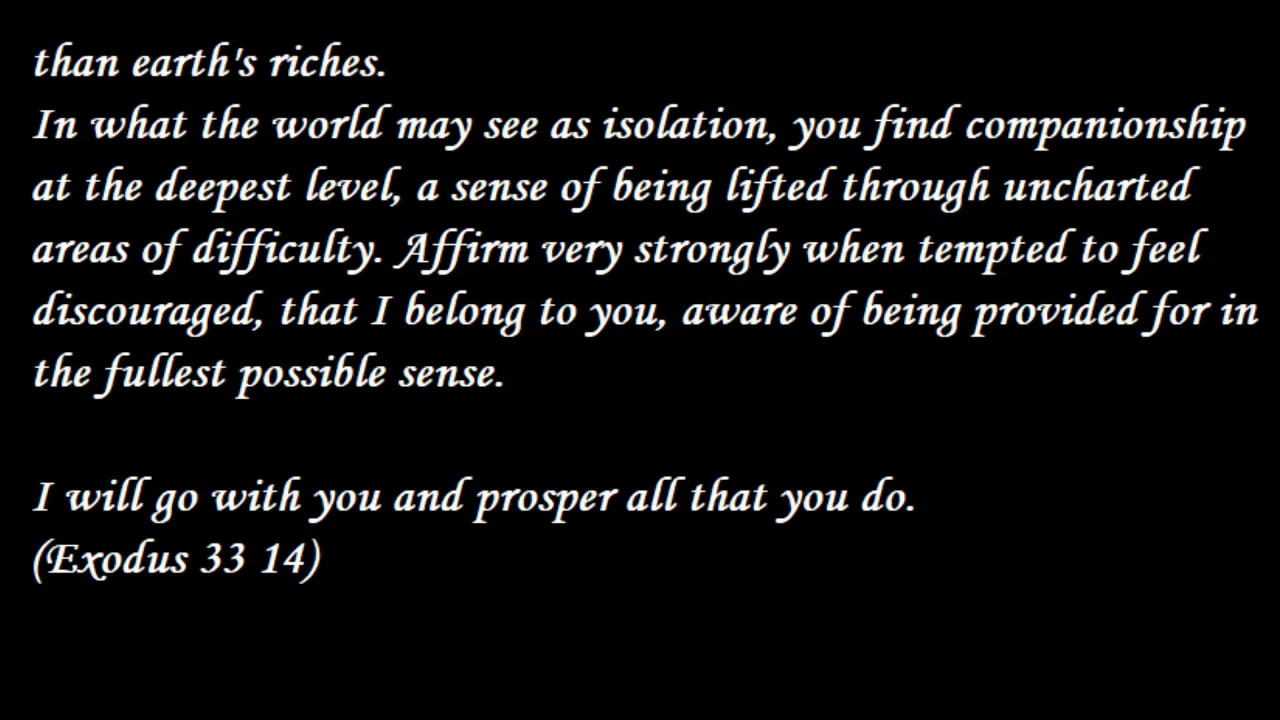 than earth's riches.
In what the world may see as isolation, you find companionship
at the deepest level, a sense of being lifted through uncharted
areas of difficulty. Affirm very strongly when tempted to feel
discouraged, that I belong to you, aware of being provided for in
the fullest possible sense.
I will go with you and prosper all that you do.
(Exodus 33 14)